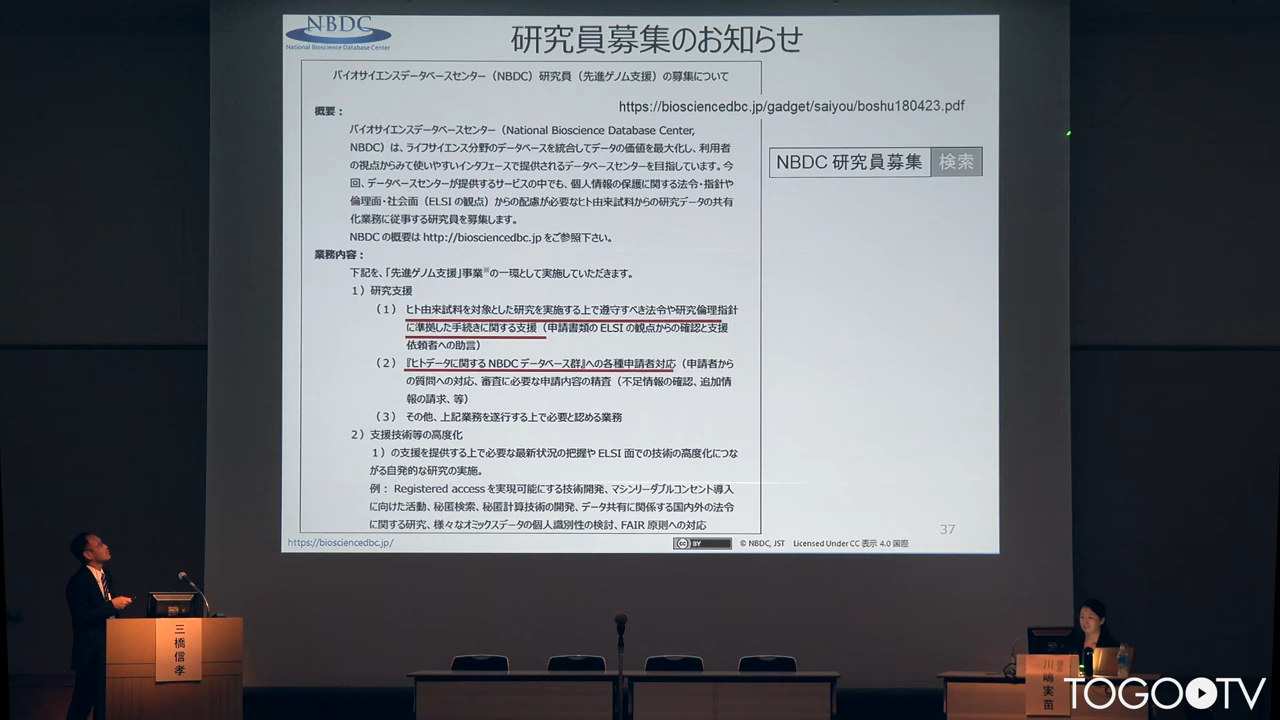 NBDC
National Bioscience Database Center
研究員募集のお知らせ
バイオサイエンスデータベースセンター（NBDC）研究員（先進ゲノム支援）の募集について
https://biosciencedbc.jp/gadget/saiyou/boshu180423.pdf
概要：
バイオサイエンスデータベースセンター（National Bioscience Database Center,
NBDC）は、ライフサイエンス分野のデータベースを統合してデータの価値を最大化し、利用者
の視点からみて使いやすいインタフェースで提供されるデータベースセンターを目指しています。今
回、データベースセンターが提供するサービスの中でも、個人情報の保護に関する法令・指針や
倫理面・社会面（ELSIの観点）からの配慮が必要なヒト由来試料からの研究データの共有
化業務に従事する研究員を募集します。
NBDCの概要は http://biosciencedbc.jp をご参照下さい。
NBDC 研究員募集 検索
業務内容：
下記を、「先進ゲノム支援」事業※の一環として実施していただきます。
１）研究支援
（１） ヒト由来試料を対象とした研究を実施する上で遵守すべき法令や研究倫理指針
に準拠した手続きに関する支援（申請書類のELSIの観点からの確認と支援
依頼者への助言）
（２） 『ヒトデータに関するNBDCデータベース群』への各種申請者対応（申請者から
の質問への対応、審査に必要な申請内容の精査（不足情報の確認、追加情
報の請求、等）
（３） その他、上記業務を遂行する上で必要と認める業務
２）支援技術等の高度化
１）の支援を提供する上で必要な最新状況の把握やELSI面での技術の高度化につな
がる自発的な研究の実施。
例： Registered accessを実現可能にする技術開発、マシンリーダブルコンセント導入
に向けた活動、秘匿検索、秘匿計算技術の開発、データ共有に関係する国内外の法令
に関する研究、様々なオミックスデータの個人識別性の検討、FAIR原則への対応
37
https://biosciencedbc.jp/
cc BY
© NBDC, JST Licensed Under CC 表示 4.0 国際
三橋信孝
川嶋実苗
TOGO TV